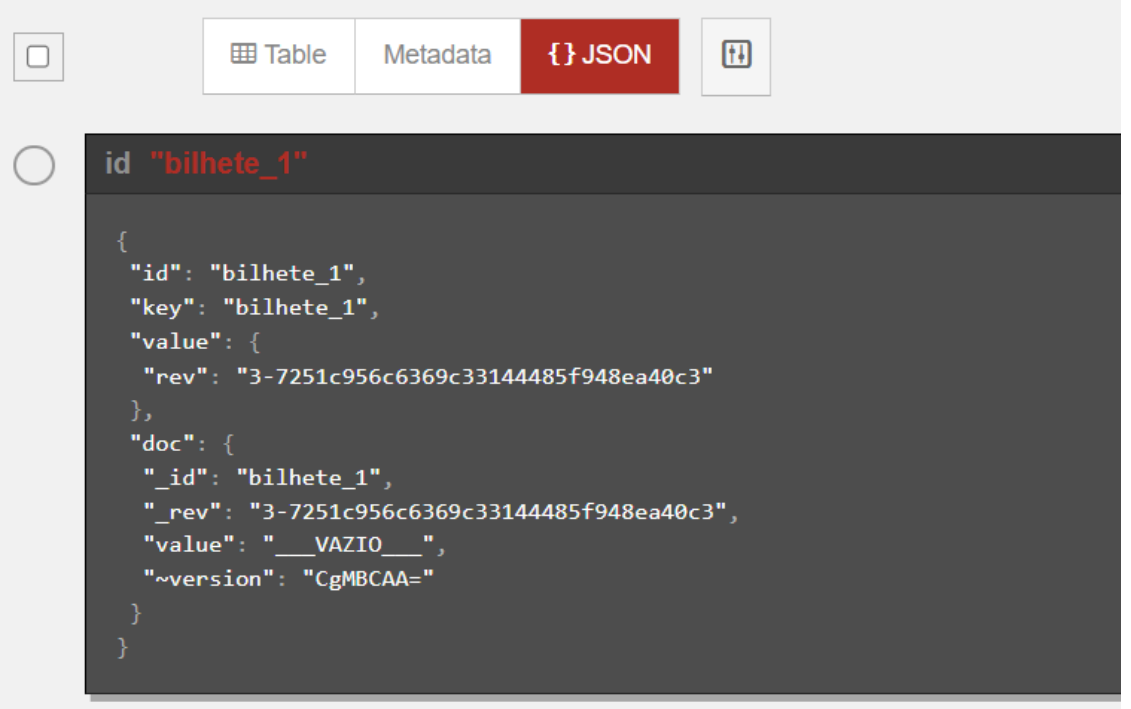 Table Metadata {} JSON
id "bilhete_1"
{
"id": "bilhete_1",
"key": "bilhete_1",
"value": {
"rev": "3-7251c956c6369c33144485f948ea40c3"
},
"doc": {
"_id": "bilhete_1",
"_rev": "3-7251c956c6369c33144485f948ea40c3",
"value": "___VAZIO___",
"~version": "CgMBCAA="
}
}